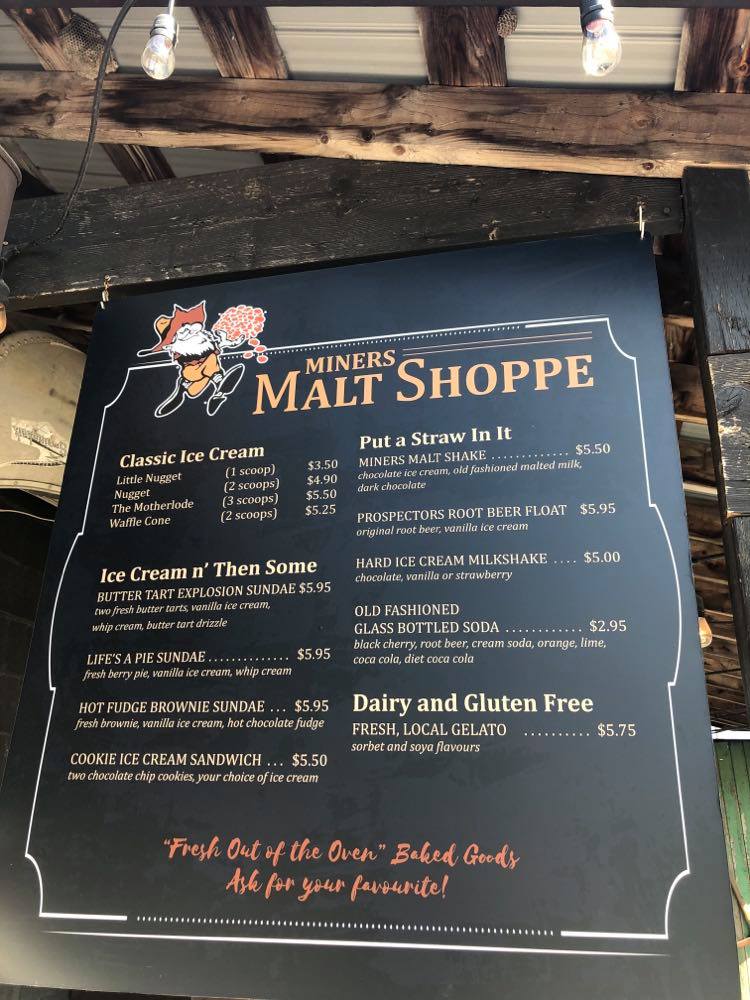 MINERS
MALT SHOPPE
Classic Ice Cream
Little Nugget (1 scoop) $3.50
Nugget (2 scoops) $4.90
The Motherlode (3 scoops) $5.50
Waffle Cone (2 scoops) $5.25
Ice Cream n' Then Some
BUTTER TART EXPLOSION SUNDAE $5.95
two fresh butter tarts, vanilla ice cream,
whip cream, butter tart drizzle
LIFE'S A PIE SUNDAE ............. $5.95
fresh berry pie, vanilla ice cream, whip cream
HOT FUDGE BROWNIE SUNDAE ... $5.95
fresh brownie, vanilla ice cream, hot chocolate fudge
COOKIE ICE CREAM SANDWICH ... $5.50
two chocolate chip cookies, your choice of ice cream
Put a Straw In It
MINERS MALT SHAKE ............. $5.50
chocolate ice cream, old fashioned malted milk,
dark chocolate
PROSPECTORS ROOT BEER FLOAT $5.95
original root beer, vanilla ice cream
HARD ICE CREAM MILKSHAKE .... $5.00
chocolate, vanilla or strawberry
OLD FASHIONED
GLASS BOTTLED SODA ............ $2.95
black cherry, root beer, cream soda, orange, lime,
coca cola, diet coca cola
Dairy and Gluten Free
FRESH, LOCAL GELATO .......... $5.75
sorbet and soya flavours
"Fresh Out of the Oven" Baked Goods
Ask for your favourite!